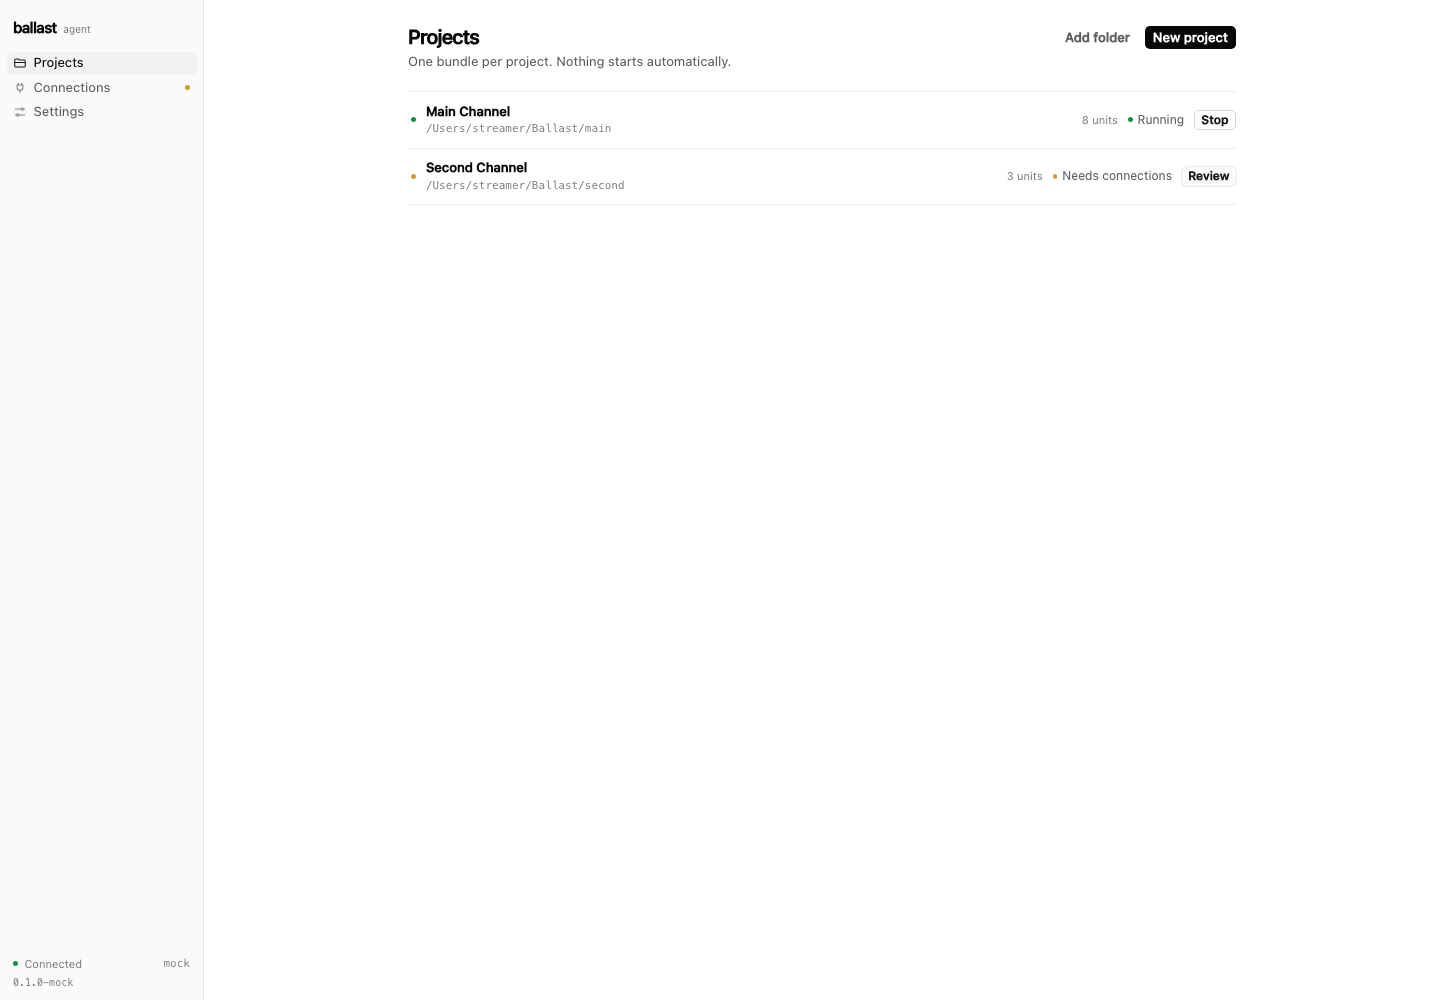 ballast agent
Projects
Connections
Settings
Projects
Add folder
New project
One bundle per project. Nothing starts automatically.
Main Channel
/Users/streamer/Ballast/main
8 units
Running
Stop
Second Channel
/Users/streamer/Ballast/second
3 units
Needs connections
Review
Connected
mock
0.1.0-mock